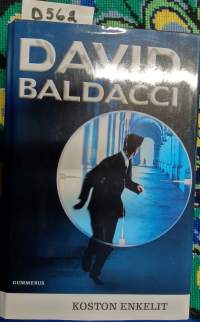 D562
DAVID
BALDACCI
GUMMERUS
KOSTON ENKELIT